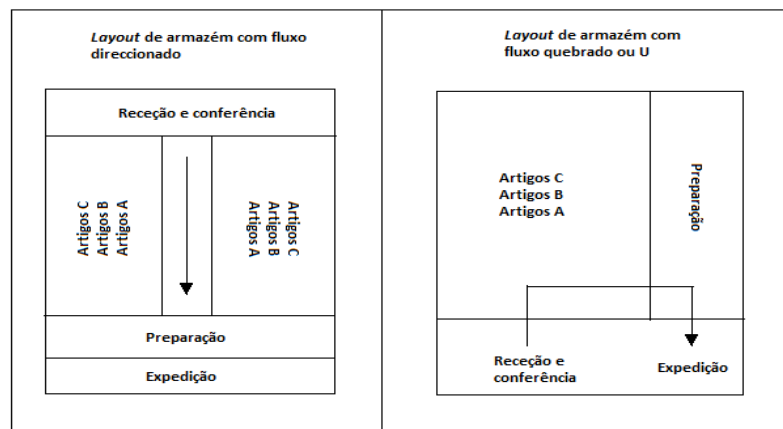 Layout de armazém com fluxo
direccionado
Receção e conferência
Artigos C
Artigos B
Artigos A
Artigos C
Artigos B
Artigos A
Preparação
Expedição
Layout de armazém com
fluxo quebrado ou U
Artigos C
Artigos B
Artigos A
Preparação
Receção e
conferência
Expedição